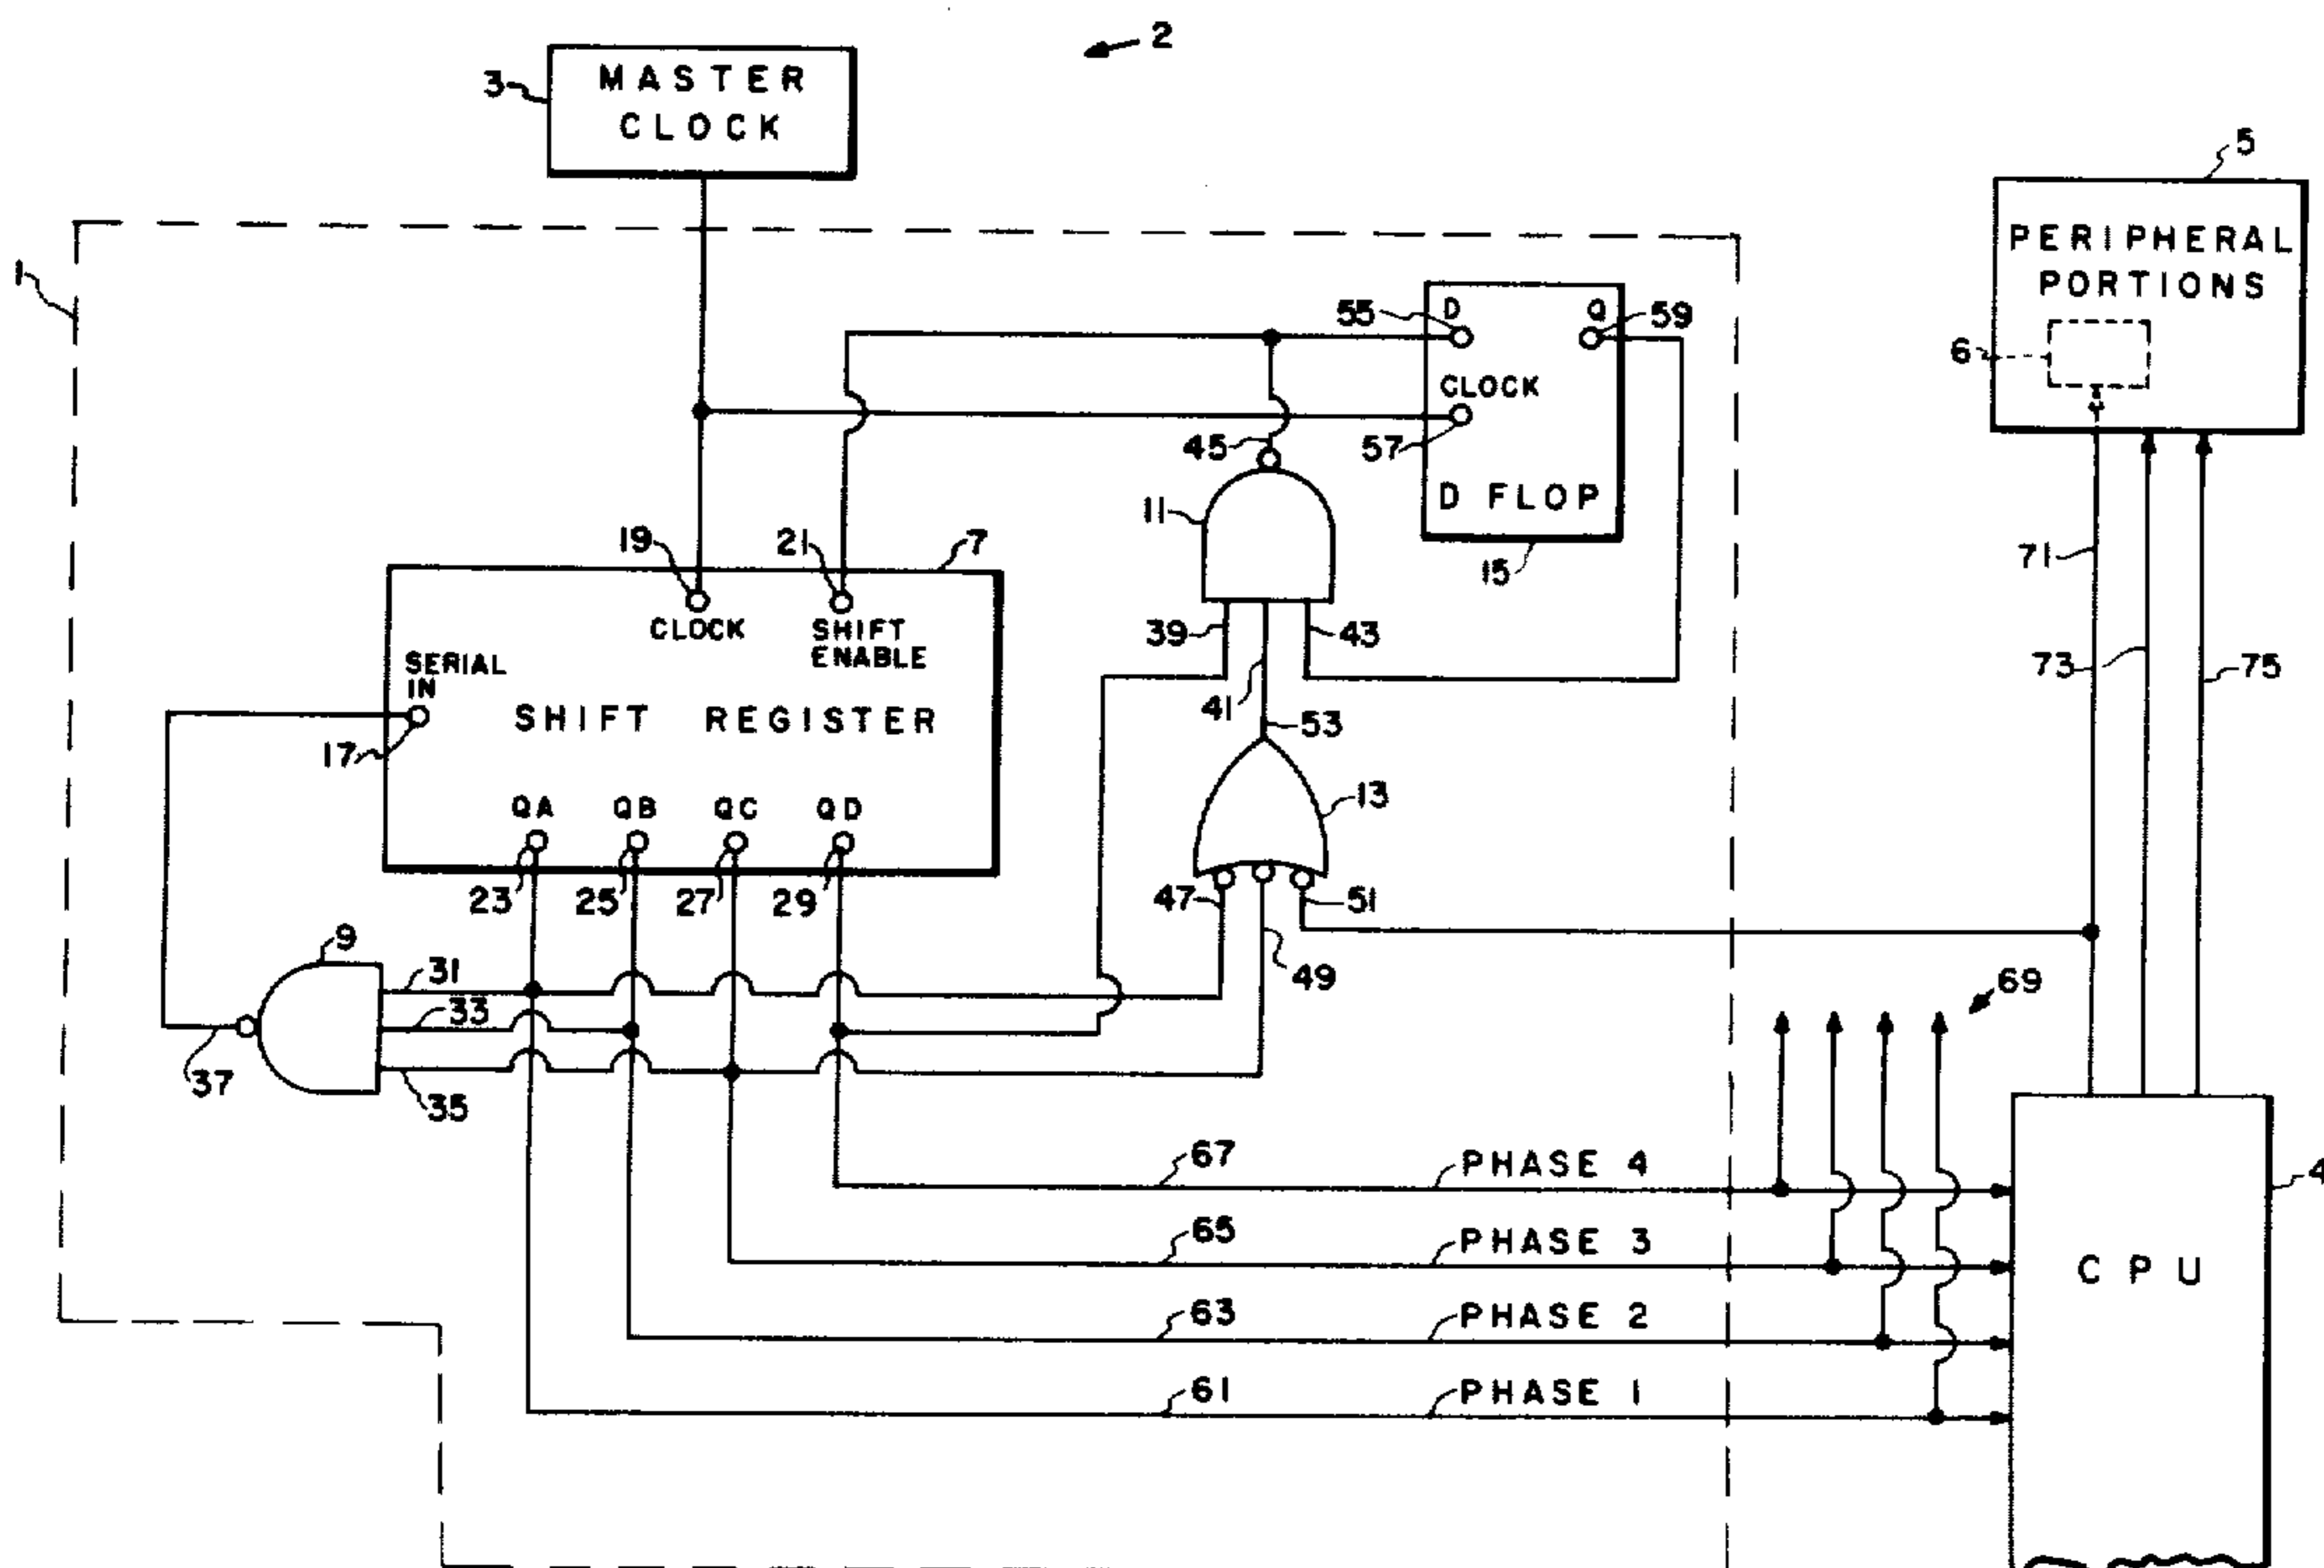 2
MASTER
CLOCK
3
5
PERIPHERAL
PORTIONS
6
1
D
Q
55
59
CLOCK
57
D FLOP
15
45
11
19
21
7
CLOCK
SHIFT
ENABLE
SERIAL
IN
17
SHIFT REGISTER
39
43
41
53
71
73
75
QA
QB
QC
QD
13
23
25
27
29
47
51
49
9
31
33
35
37
69
67
PHASE 4
4
65
PHASE 3
CPU
63
PHASE 2
61
PHASE 1